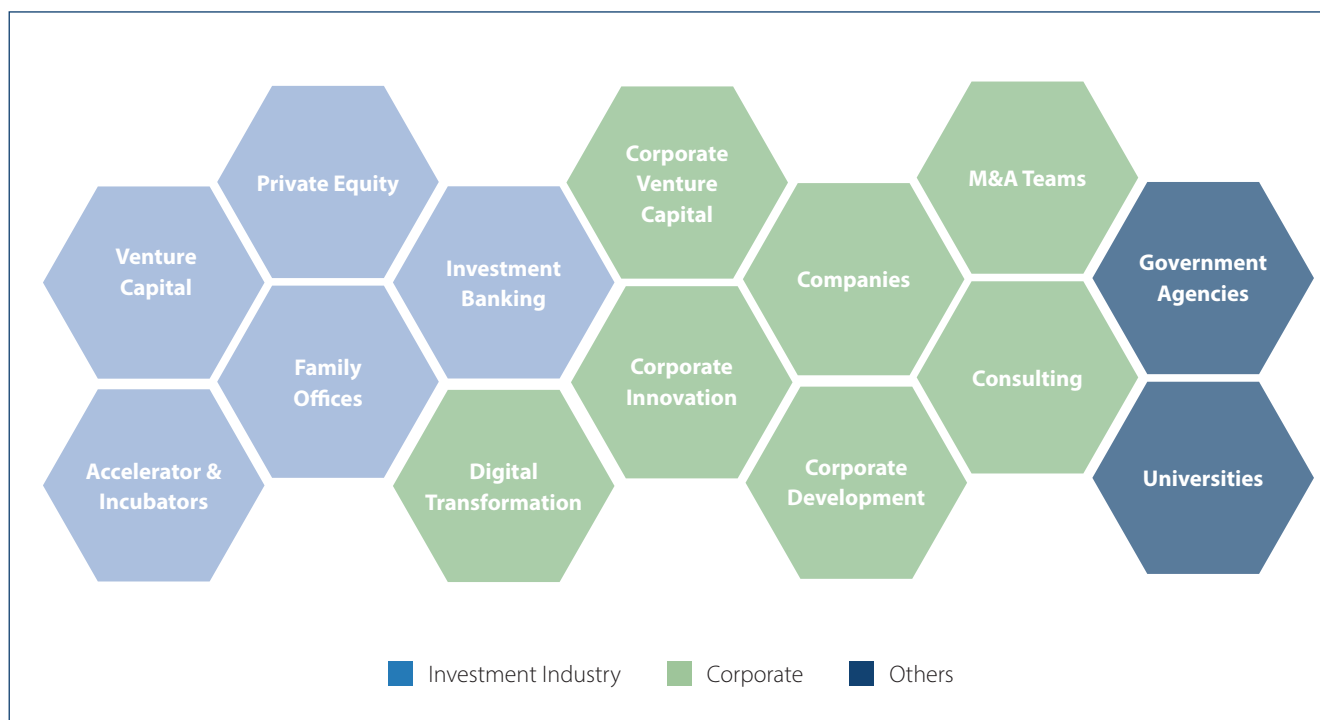 Private Equity
Venture
Capital
Investment
Banking
Family
Offices
Accelerator &
Incubators
Digital
Transformation
Corporate
Venture
Capital
Corporate
Innovation
Companies
Corporate
Development
M&A Teams
Consulting
Government
Agencies
Universities
Investment Industry
Corporate
Others